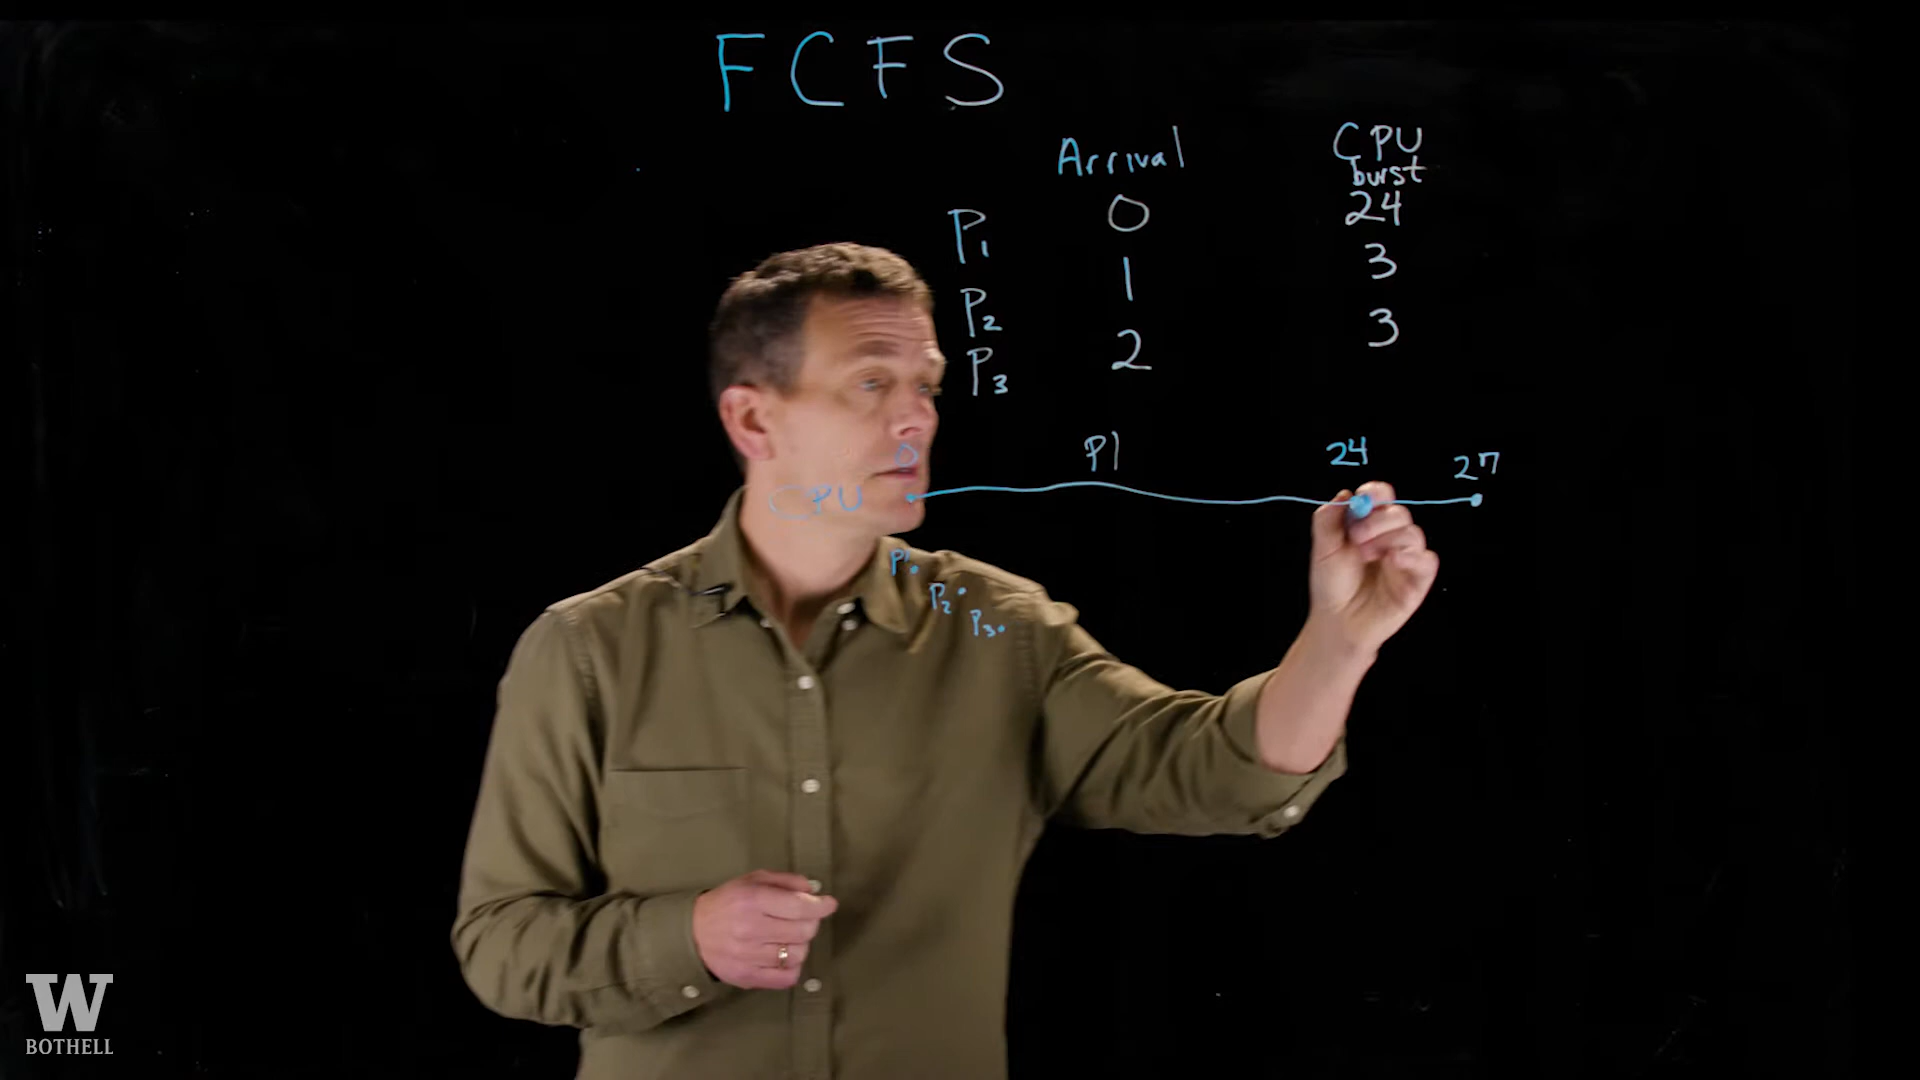 FCFS
Arrival CPU burst
P1 0 24
P2 1 3
P3 2 3
0 P1 24 27
CPU
P1
P2
P3
W
BOTHELL